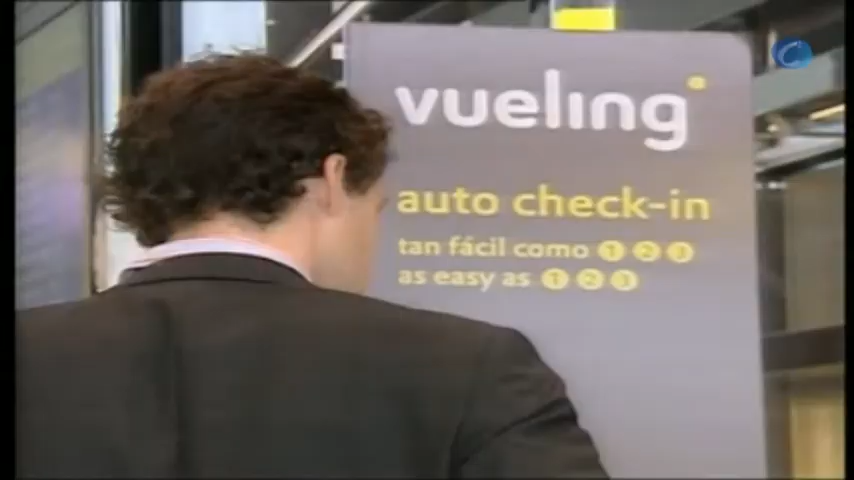 vueling
auto check-in
tan fácil como 1 2 3
as easy as 1 2 3